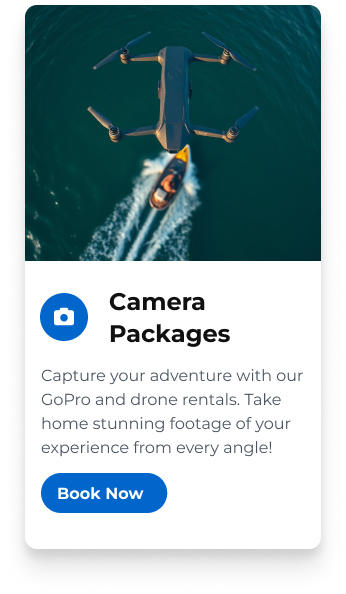 Camera
Packages
Capture your adventure with our
GoPro and drone rentals. Take
home stunning footage of your
experience from every angle!
Book Now